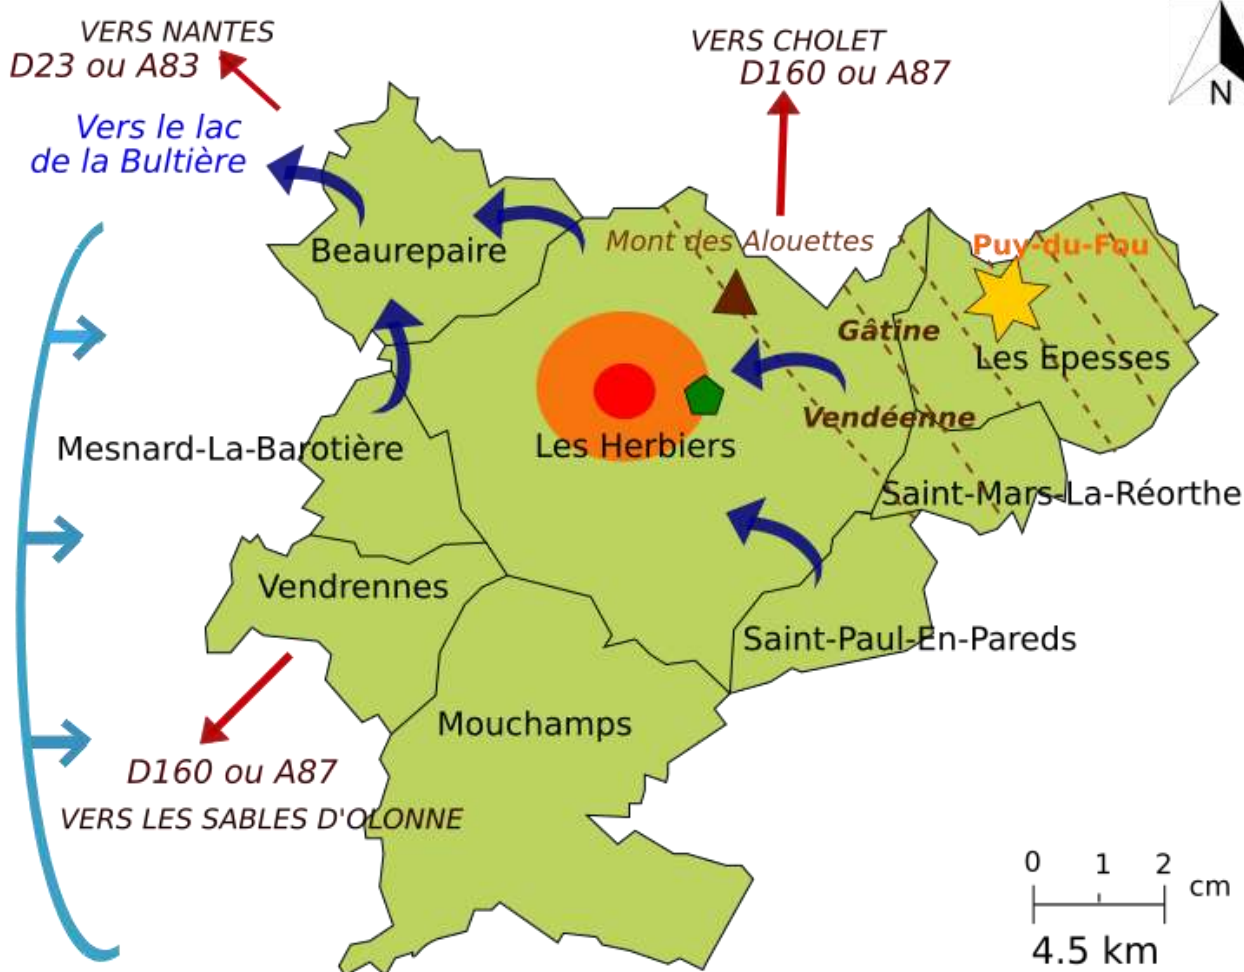 VERS NANTES
D23 ou A83
VERS CHOLET
D160 ou A87
N
Vers le lac
de la Bultière
Beaurepaire
Mont des Alouettes
Puy-du-Fou
Gâtine
Les Epesses
Vendéenne
Mesnard-La-Barotière
Les Herbiers
Saint-Mars-La-Réorthe
Vendrennes
Saint-Paul-En-Pareds
Mouchamps
D160 ou A87
VERS LES SABLES D'OLONNE
0 1 2
cm
4.5 km